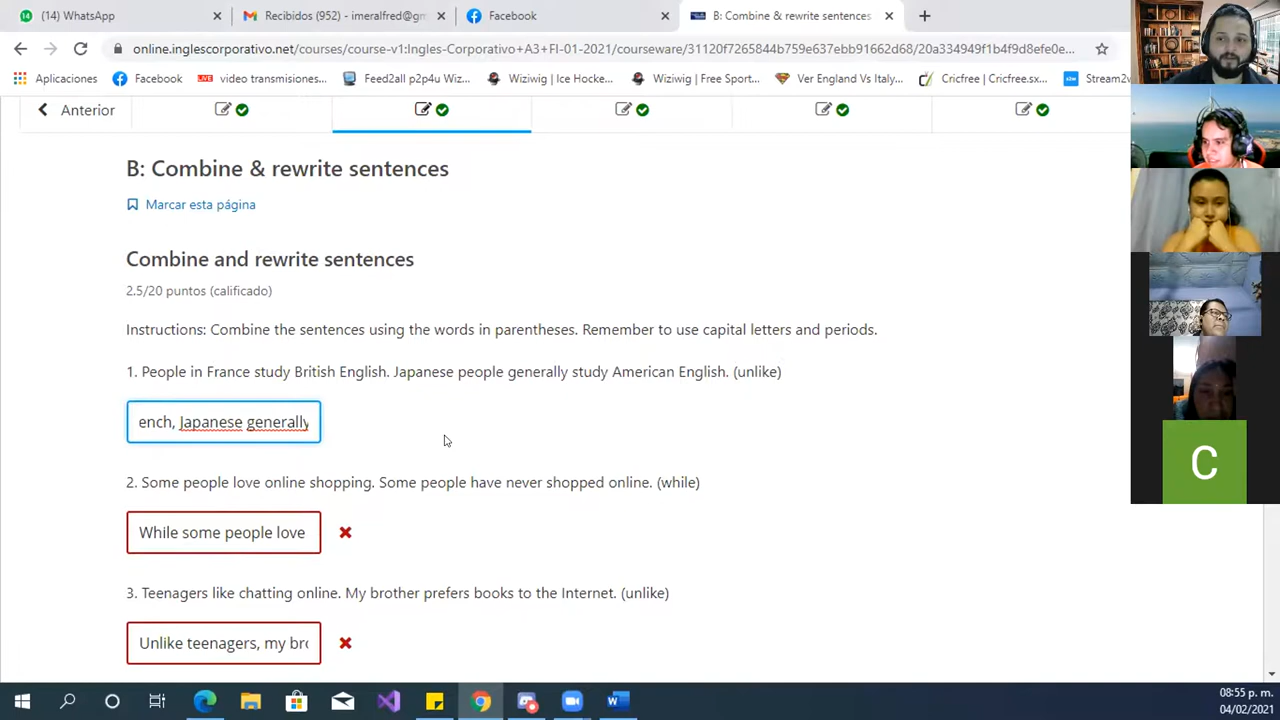 (14) WhatsApp
Recibidos (952) - imeralfred@gm
Facebook
B: Combine & rewrite sentences
online.inglescorporativo.net/courses/course-v1:Ingles-Corporativo+A3+FI-01-2021/courseware/31120f7265844b759e637ebb91662d68/20a334949f1b4f9d8efe0e...
Aplicaciones
Facebook
LIVE video transmisiones...
Feed2all p2p4u Wiz...
Wiziwig | Ice Hocke...
Wiziwig | Free Sport...
Ver England Vs Italy...
Cricfree | Cricfree.sx...
Stream2v
Anterior
B: Combine & rewrite sentences
Marcar esta página
Combine and rewrite sentences
2.5/20 puntos (calificado)
Instructions: Combine the sentences using the words in parentheses. Remember to use capital letters and periods.
1. People in France study British English. Japanese people generally study American English. (unlike)
ench, Japanese generally
2. Some people love online shopping. Some people have never shopped online. (while)
While some people love
3. Teenagers like chatting online. My brother prefers books to the Internet. (unlike)
Unlike teenagers, my bro
C
08:55 p. m.
04/02/2021